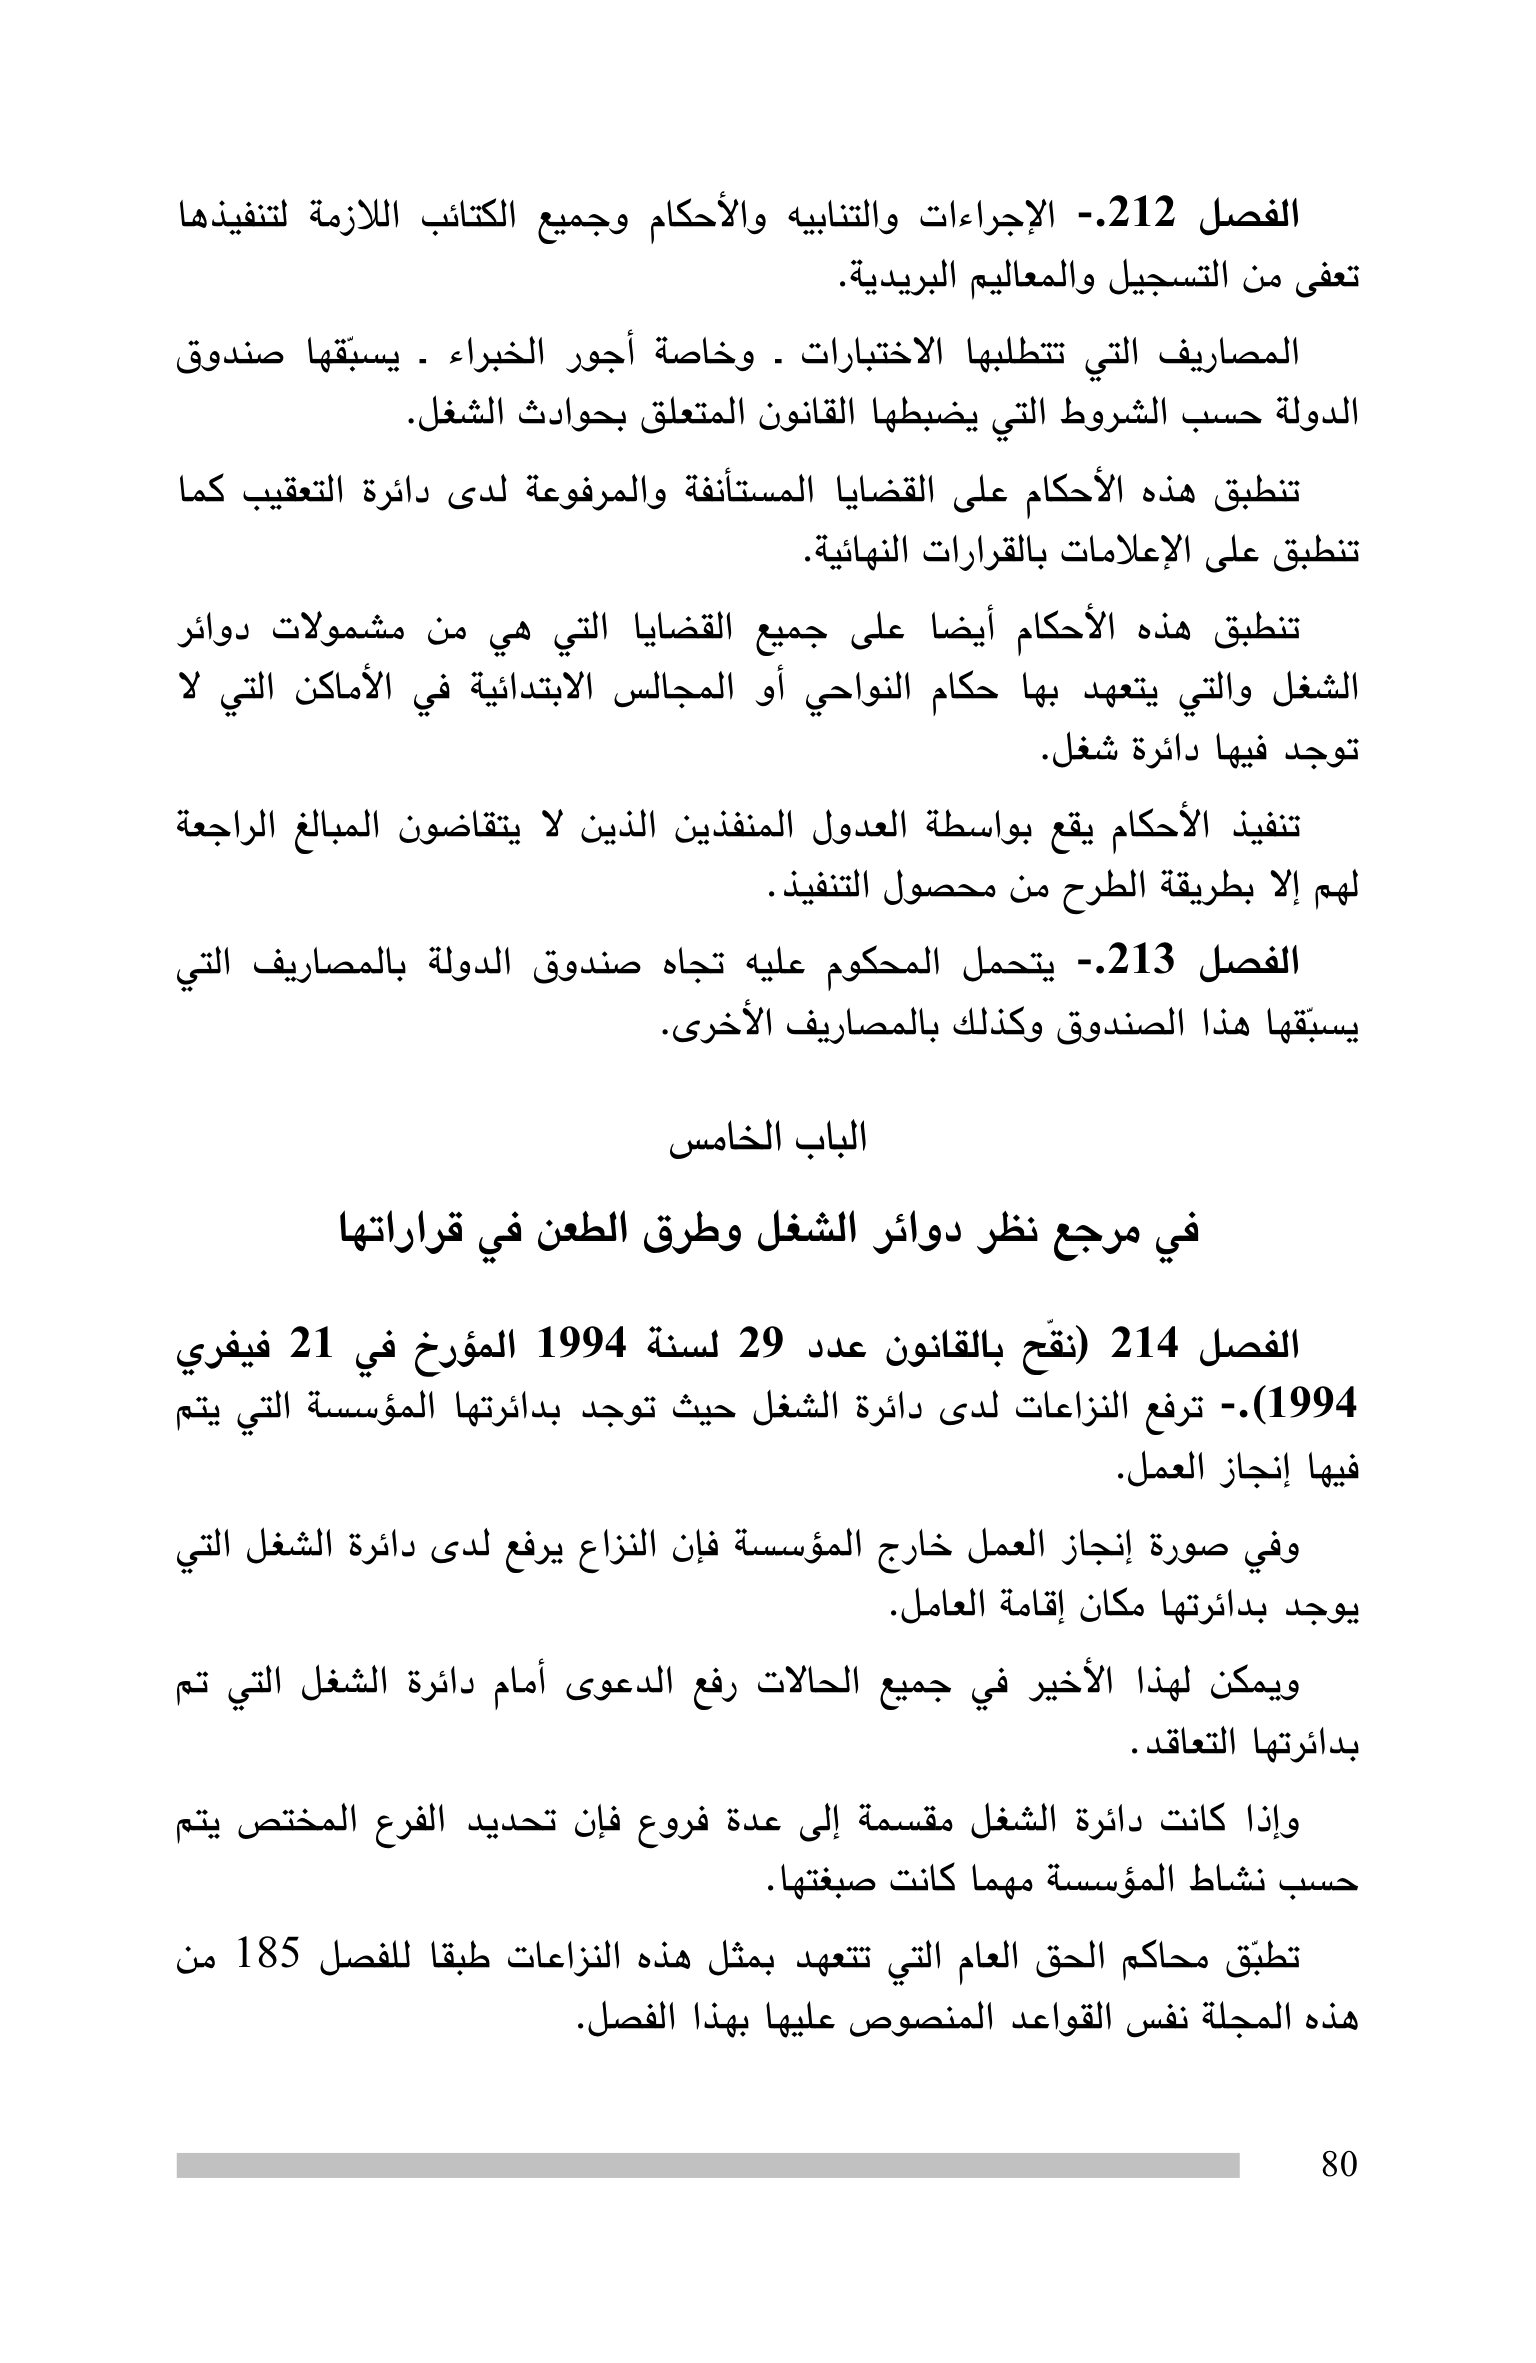 الفصل 212.- الإجراءات والتنابيه والأحكام وجميع الكتائب اللازمة لتنفيذها
تعفى من التسجيل والمعاليم البريدية.
المصاريف التي تتطلبها الاختبارات ـ وخاصة أجور الخبراء ـ يسبّقها صندوق
الدولة حسب الشروط التي يضبطها القانون المتعلق بحوادث الشغل.
تنطبق هذه الأحكام على القضايا المستأنفة والمرفوعة لدى دائرة التعقيب كما
تنطبق على الإعلامات بالقرارات النهائية.
تنطبق هذه الأحكام أيضا على جميع القضايا التي هي من مشمولات دوائر
الشغل والتي يتعهد بها حكام النواحي أو المجالس الابتدائية في الأماكن التي لا
توجد فيها دائرة شغل.
تنفيذ الأحكام يقع بواسطة العدول المنفذين الذين لا يتقاضون المبالغ الراجعة
لهم إلا بطريقة الطرح من محصول التنفيذ.
الفصل 213.- يتحمل المحكوم عليه تجاه صندوق الدولة بالمصاريف التي
يسبّقها هذا الصندوق وكذلك بالمصاريف الأخرى.
الباب الخامس
في مرجع نظر دوائر الشغل وطرق الطعن في قراراتها
الفصل 214 (نقّح بالقانون عدد 29 لسنة 1994 المؤرخ في 21 فيفري
1994).- ترفع النزاعات لدى دائرة الشغل حيث توجد بدائرتها المؤسسة التي يتم
فيها إنجاز العمل.
وفي صورة إنجاز العمل خارج المؤسسة فإن النزاع يرفع لدى دائرة الشغل التي
يوجد بدائرتها مكان إقامة العامل.
ويمكن لهذا الأخير في جميع الحالات رفع الدعوى أمام دائرة الشغل التي تم
بدائرتها التعاقد.
وإذا كانت دائرة الشغل مقسمة إلى عدة فروع فإن تحديد الفرع المختص يتم
حسب نشاط المؤسسة مهما كانت صبغتها.
تطبّق محاكم الحق العام التي تتعهد بمثل هذه النزاعات طبقا للفصل 185 من
هذه المجلة نفس القواعد المنصوص عليها بهذا الفصل.
80